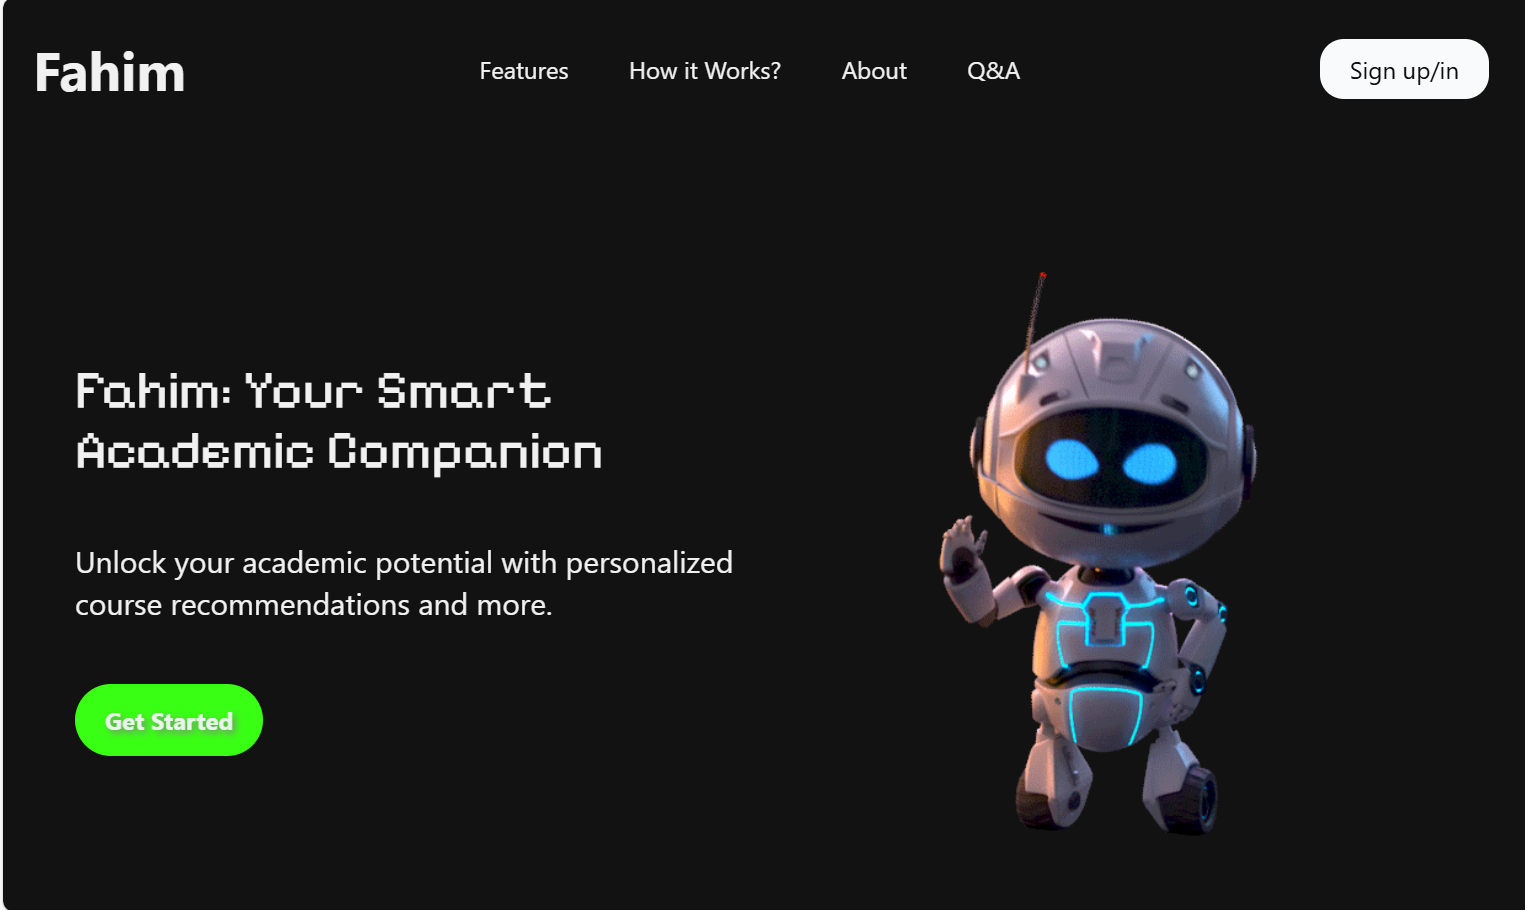 Fahim
Features
How it Works?
About
Q&A
Sign up/in
Fahim: Your Smart
Academic Companion
Unlock your academic potential with personalized
course recommendations and more.
Get Started